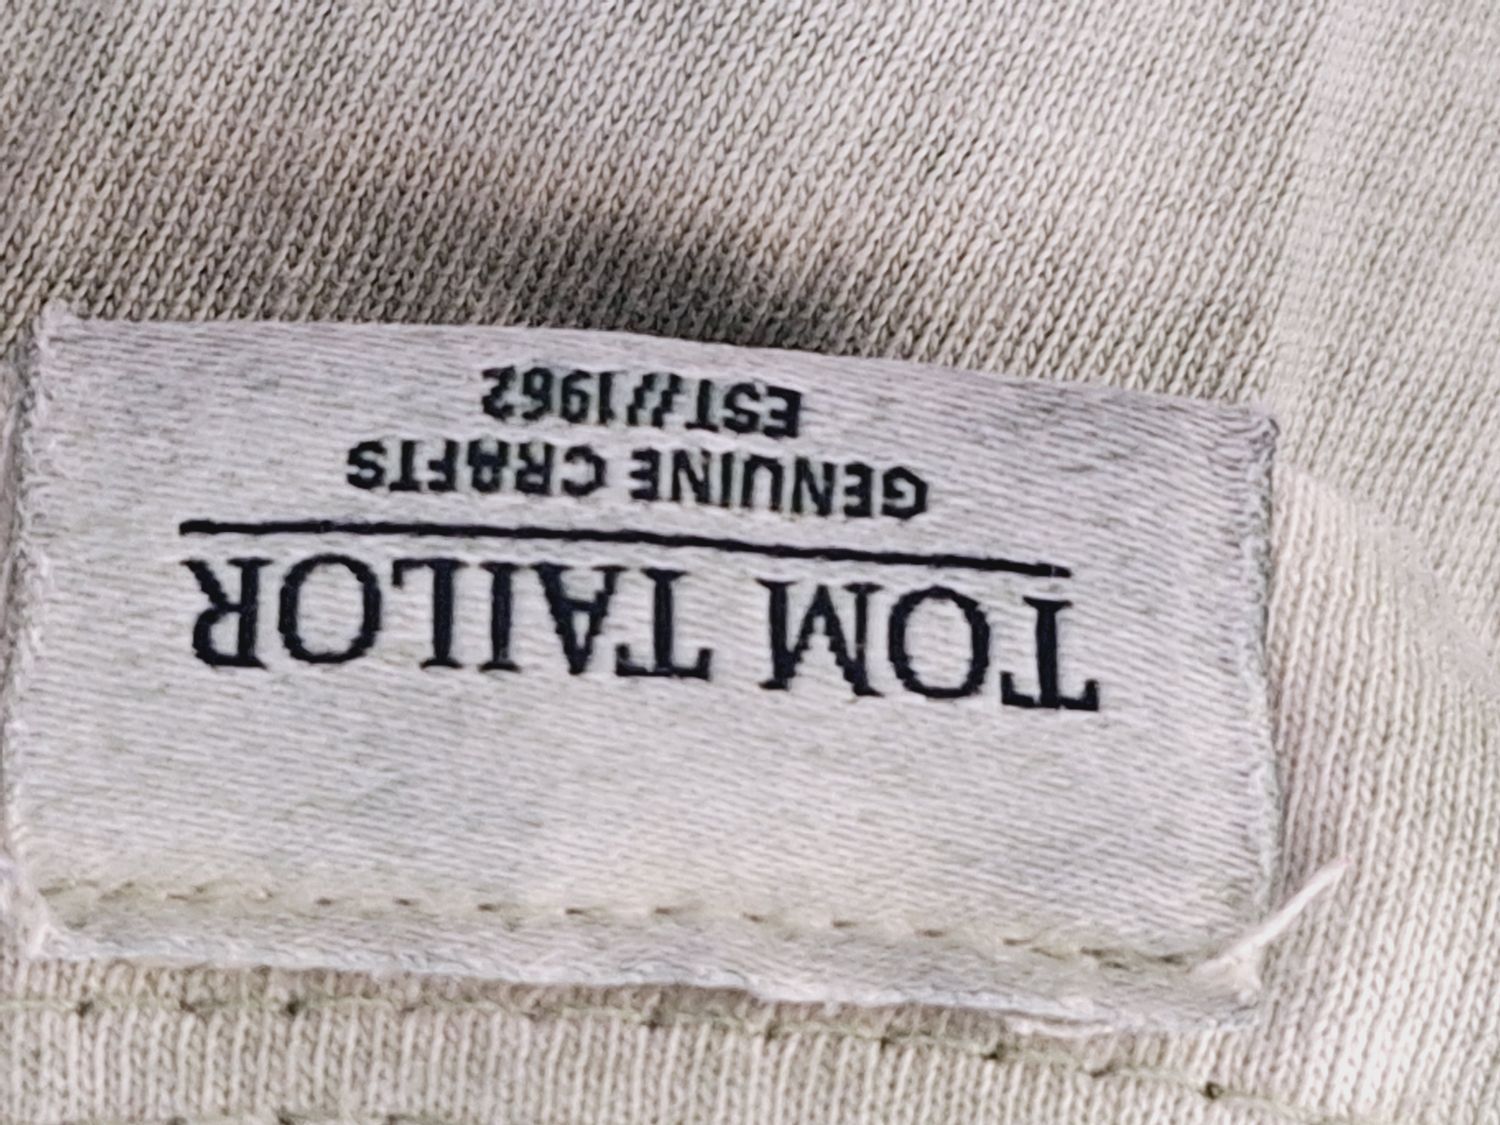 TOM TAILOR
GENUINE CRAFTS
EST//1962